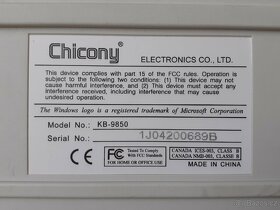 Chicony
ELECTRONICS CO., LTD.
This device complies with part 15 of the FCC rules. Operation is
subject to the following two conditions: (1) This device may not
cause harmful interference, and (2) this device must accept any
interference received, including interference that may cause
undesired operation.
The Windows logo is a registered trademark of Microsoft Corporation
Model No.: KB-9850
Serial No.: 1J04200689B
CE FC
Tested To Comply
With FCC Standards
FOR HOME OR OFFICE USE
CANADA ICES-003, CLASS B
CANADA NMB-003, CLASSE B
MADE IN CHINA